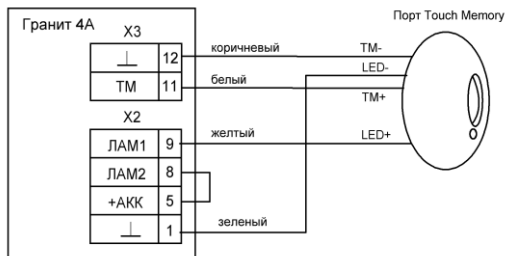 Порт Touch Memory
Гранит 4А
Х3
⊥ 12 коричневый ТМ-
LED-
ТМ 11 белый
ТМ+
Х2
ЛАМ1 9 желтый LED+
ЛАМ2 8
+АКК 5
⊥ 1 зеленый